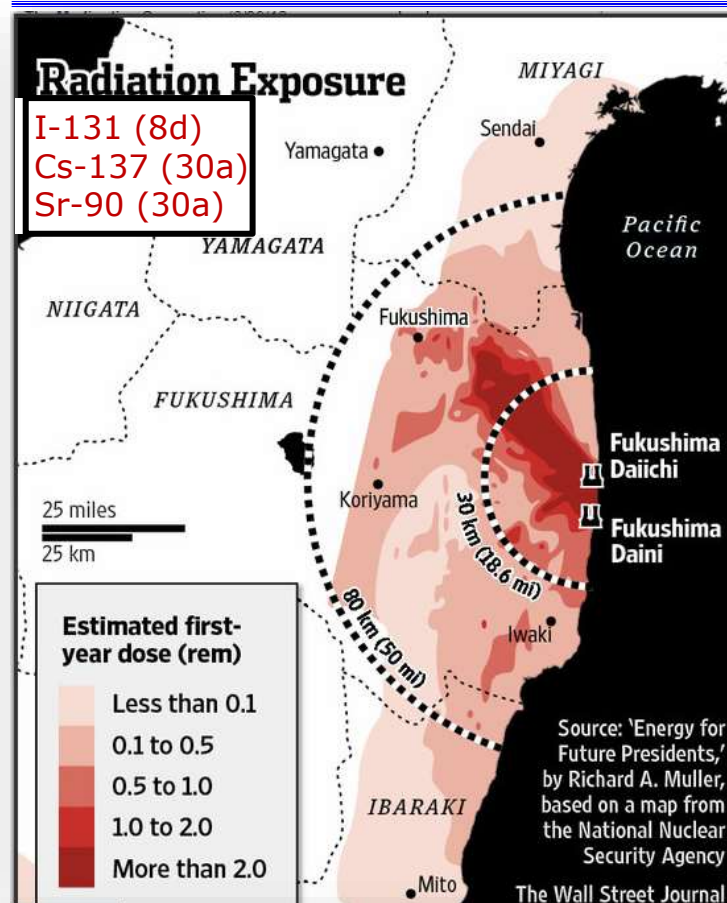 Radiation Exposure
I-131 (8d)
Cs-137 (30a)
Sr-90 (30a)
MIYAGI
Sendai
Yamagata
Pacific
Ocean
YAMAGATA
NIIGATA
Fukushima
FUKUSHIMA
Fukushima
Daiichi
Koriyama
30 km (18.6 mi)
Fukushima
Daini
25 miles
25 km
80 km (50 mi)
Iwaki
Estimated first-
year dose (rem)
Less than 0.1
0.1 to 0.5
0.5 to 1.0
1.0 to 2.0
More than 2.0
IBARAKI
Mito
Source: ‘Energy for
Future Presidents,’
by Richard A. Muller,
based on a map from
the National Nuclear
Security Agency
The Wall Street Journal